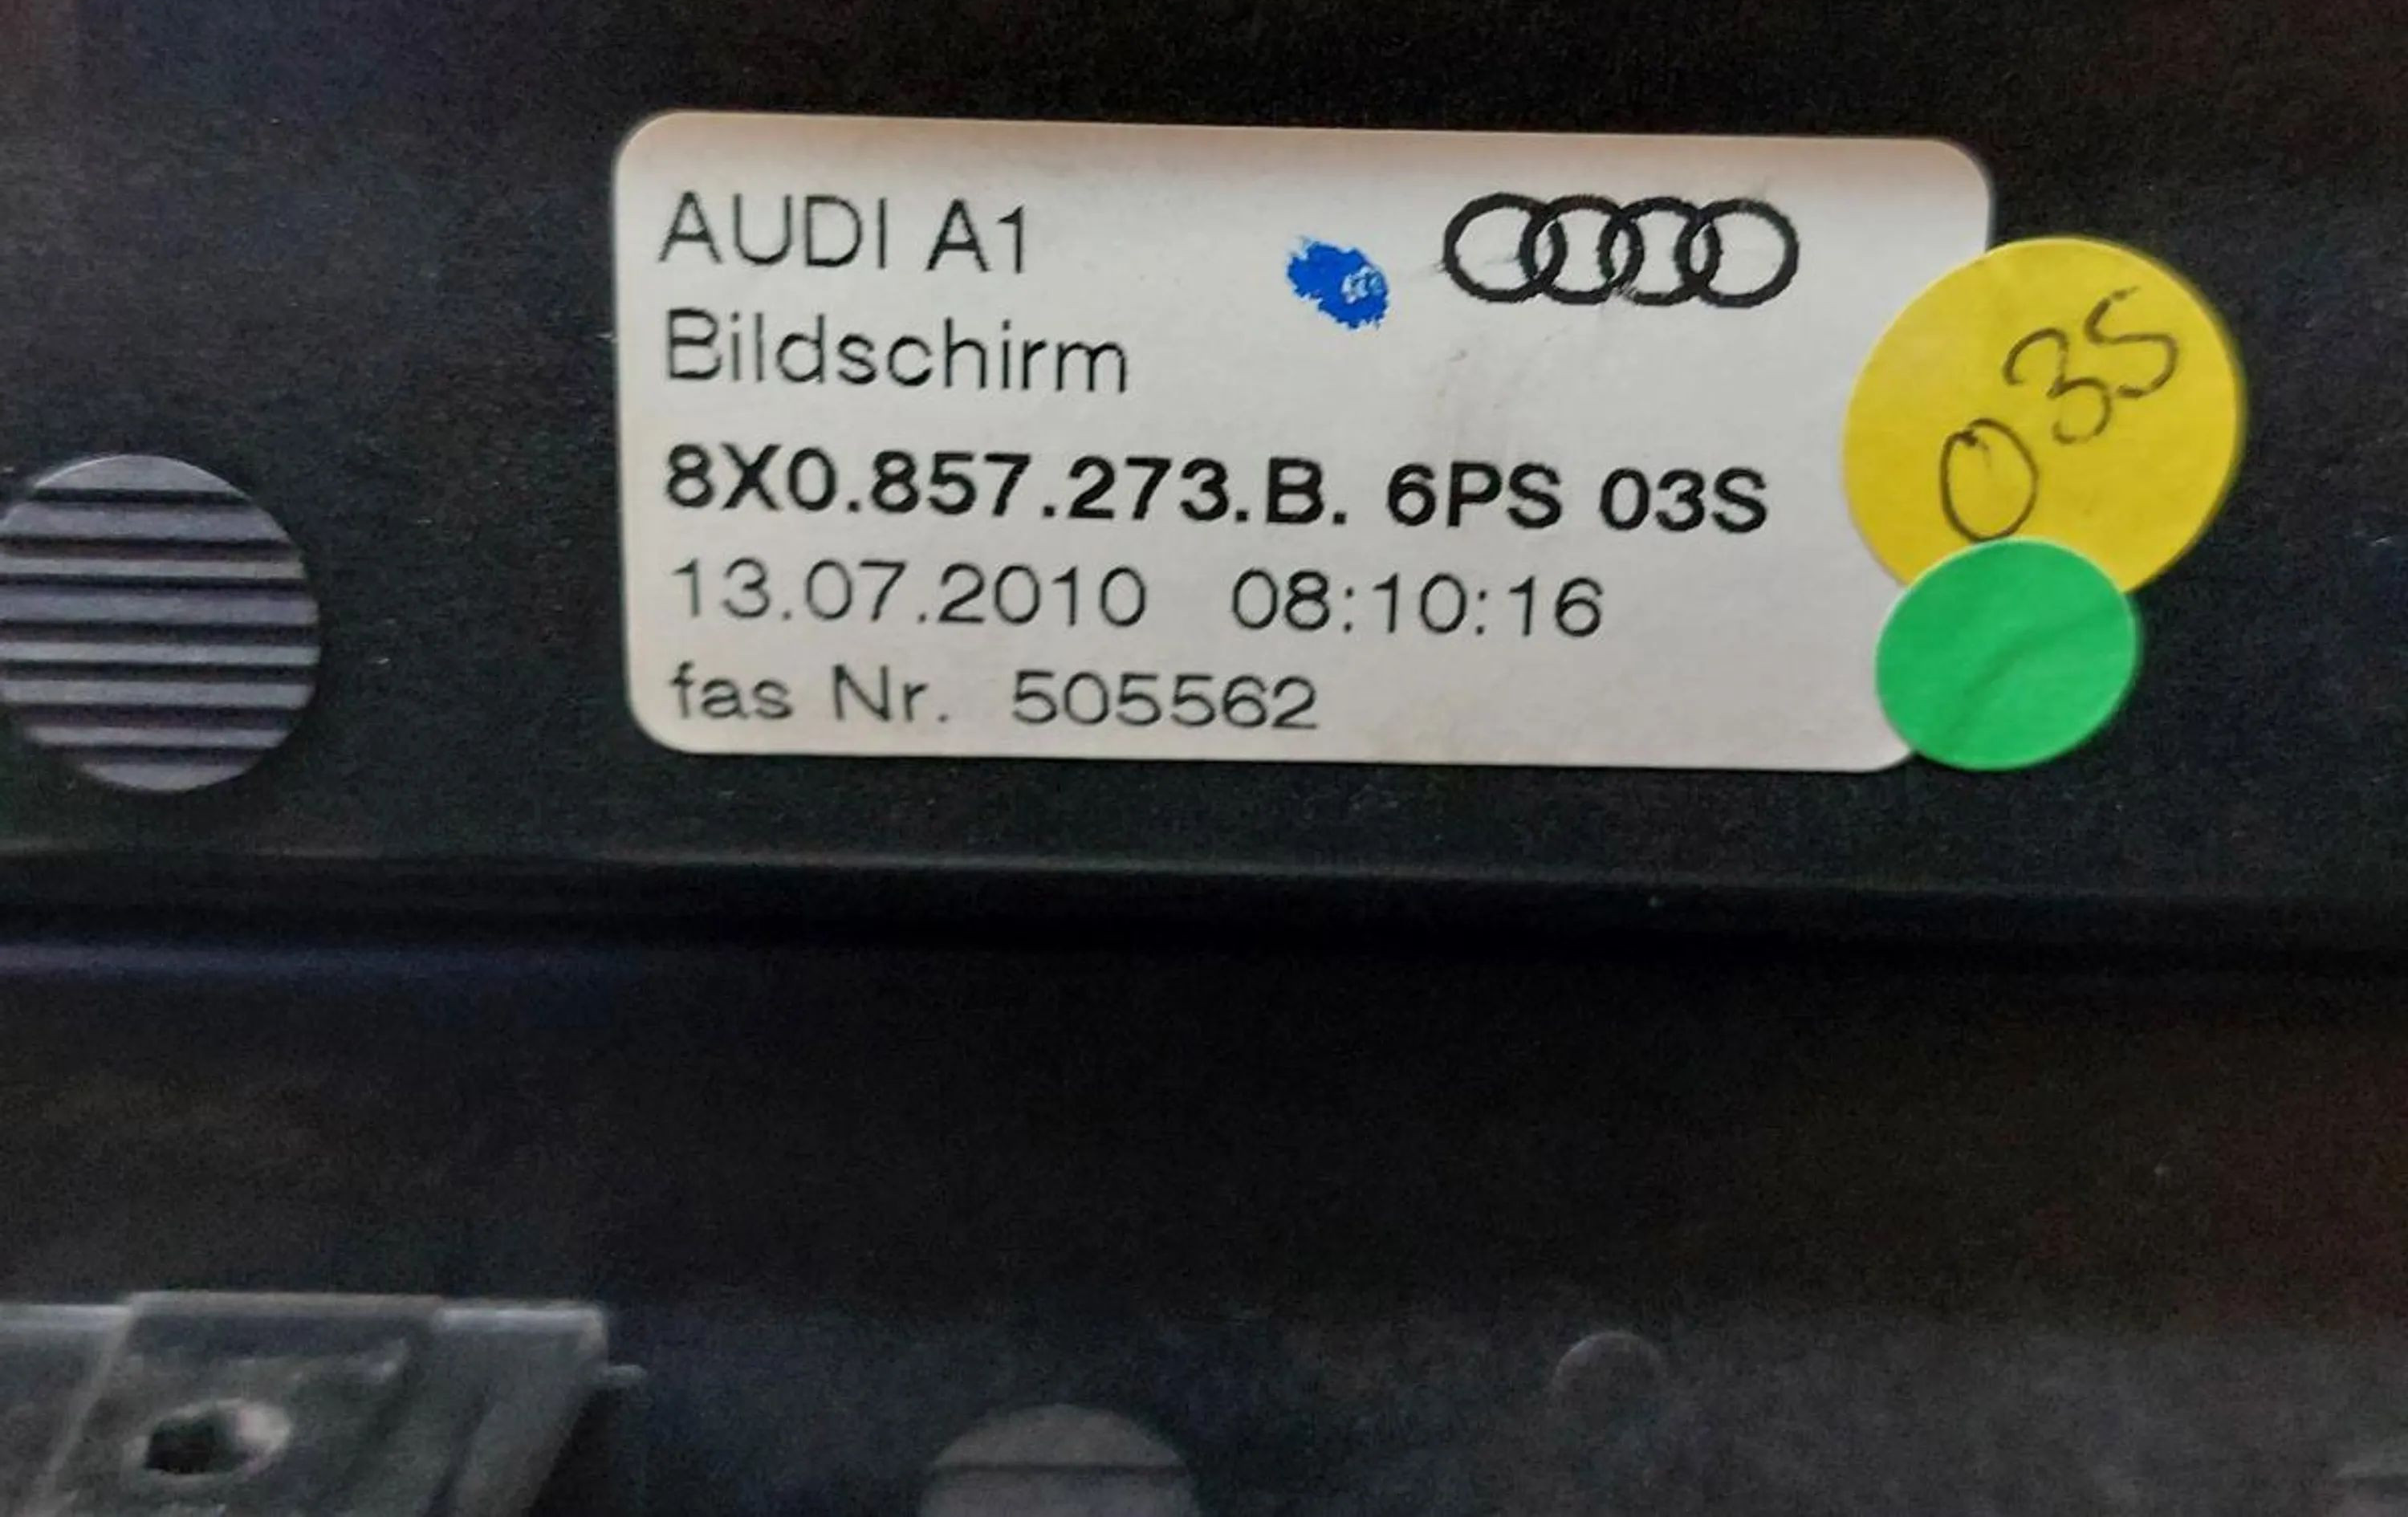 AUDI A1
Bildschirm
8X0.857.273.B. 6PS 03S
13.07.2010 08:10:16
fas Nr. 505562
03S